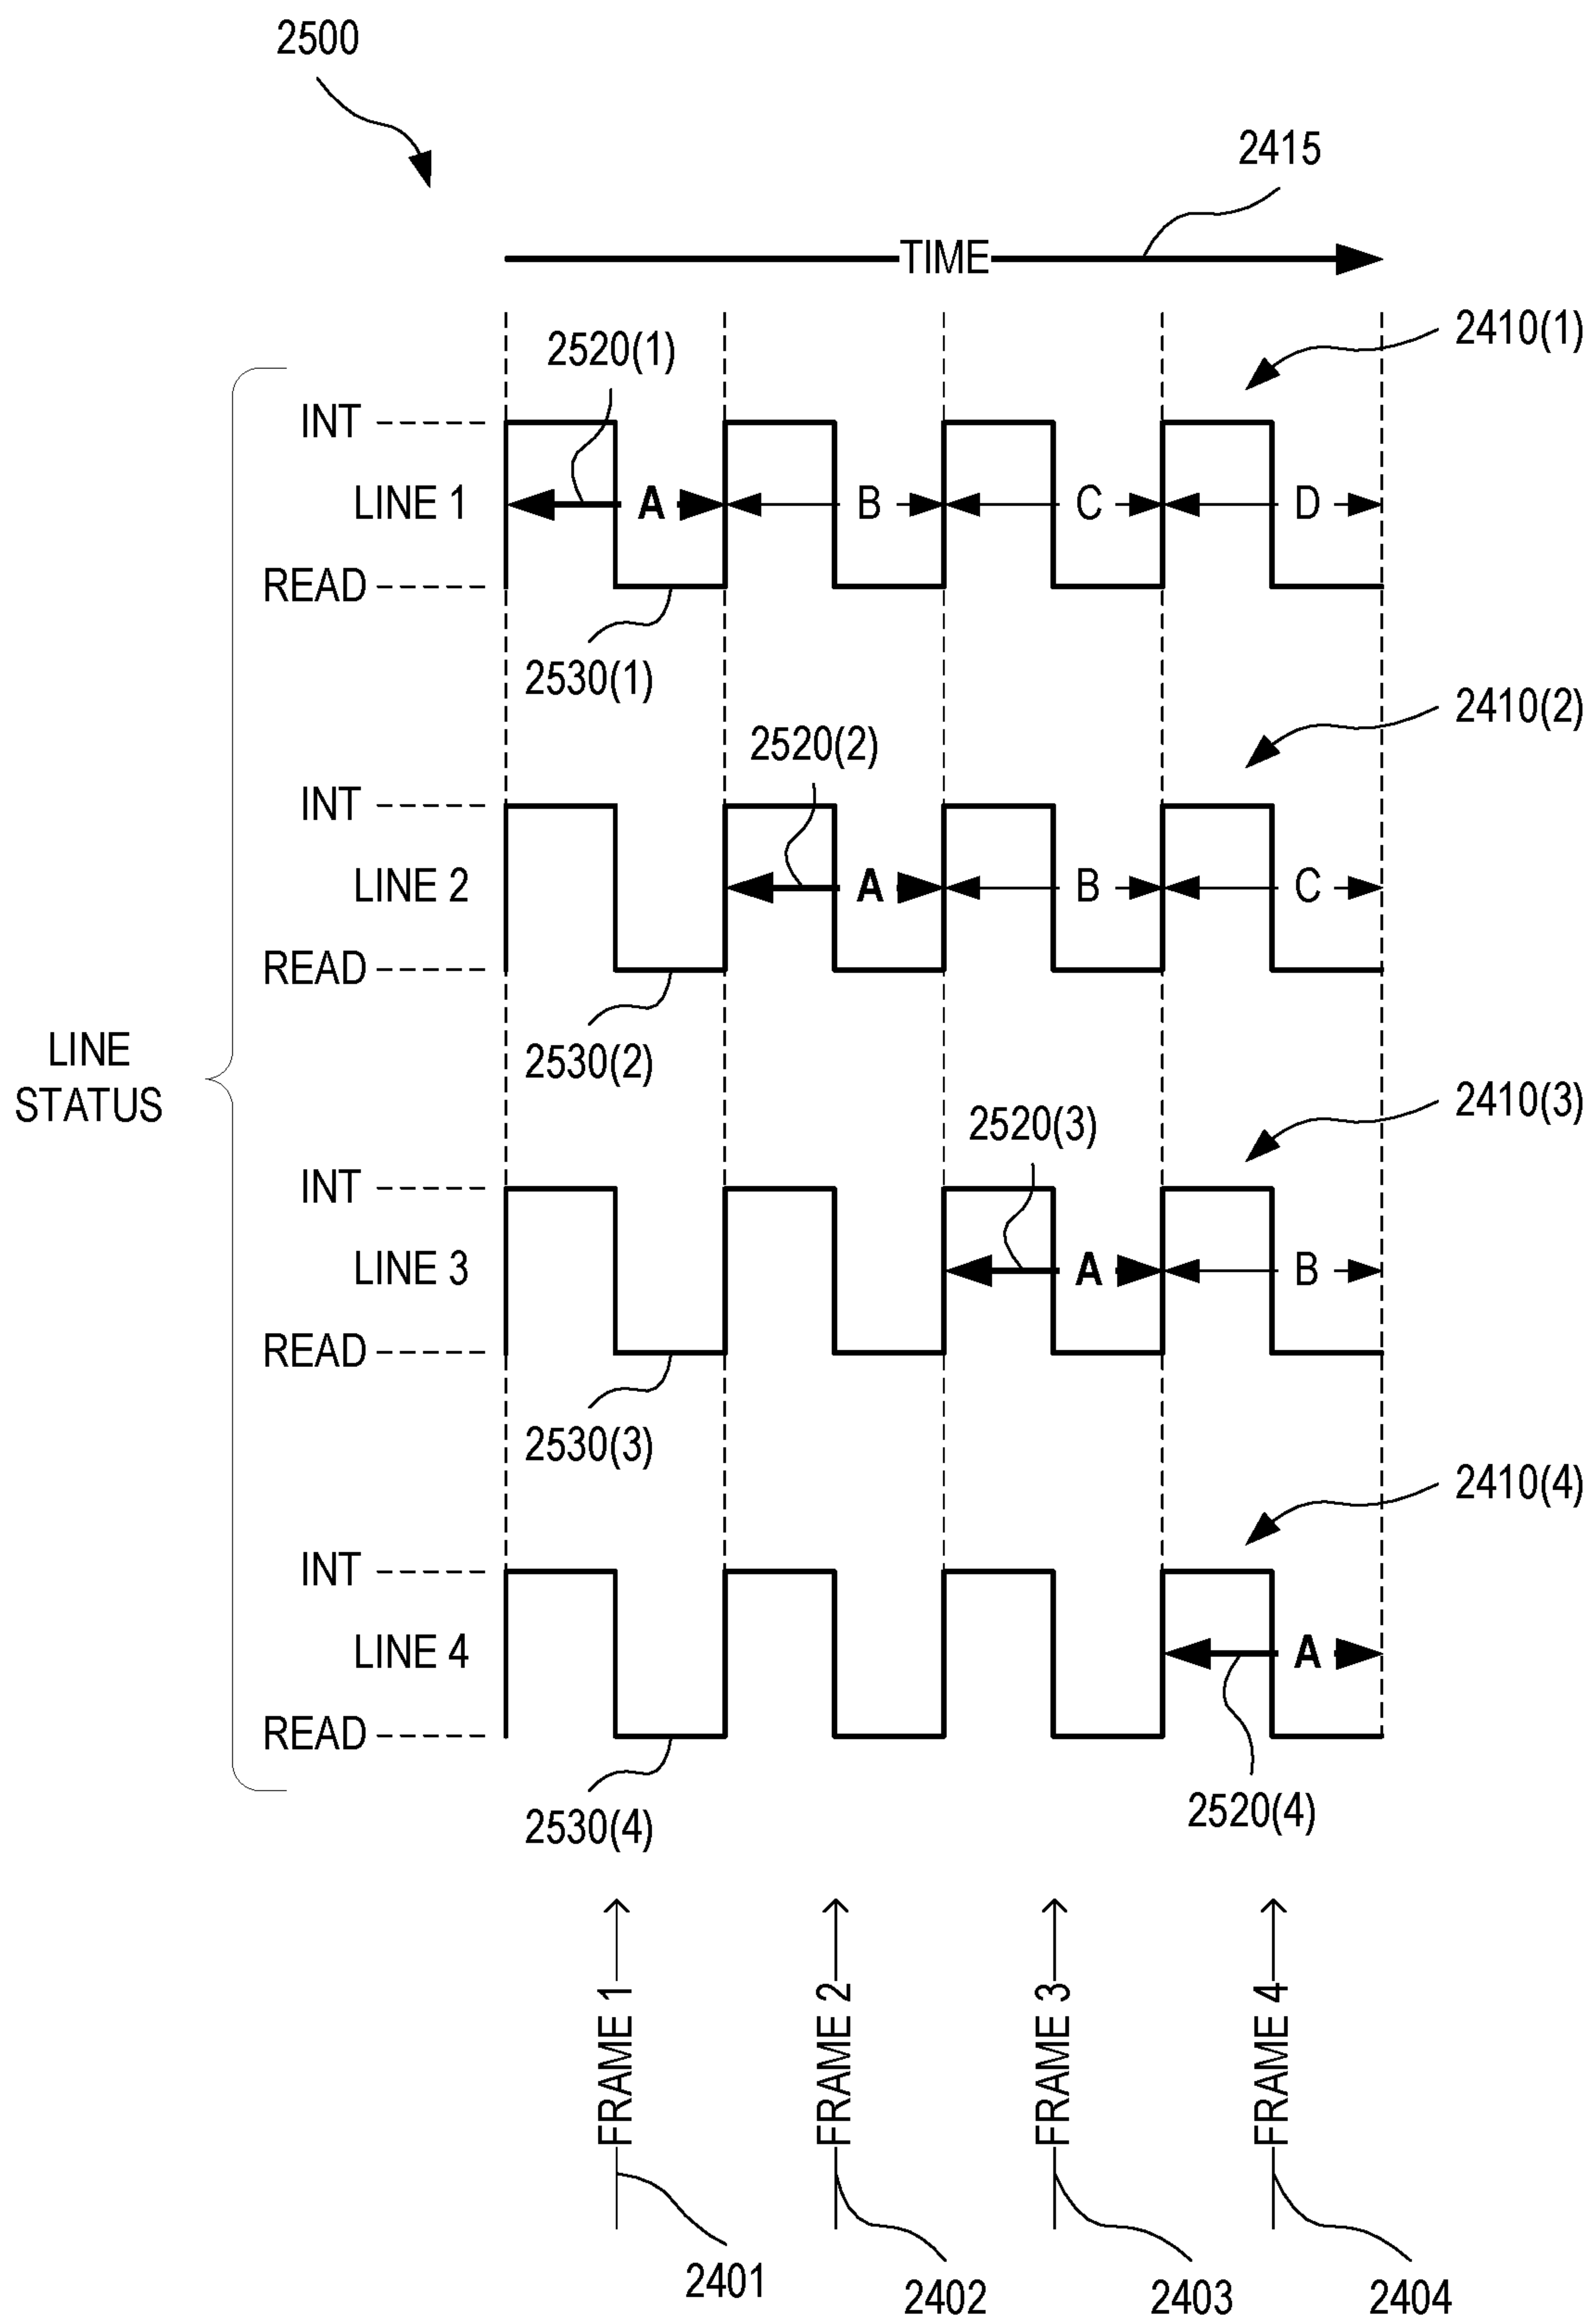 2500
2415
TIME
2520(1)
2410(1)
INT
LINE 1
A
B
C
D
READ
2530(1)
2410(2)
2520(2)
INT
LINE 2
A
B
C
READ
2530(2)
LINE
STATUS
2410(3)
2520(3)
INT
LINE 3
A
B
READ
2530(3)
2410(4)
INT
LINE 4
A
READ
2530(4)
2520(4)
FRAME 1
FRAME 2
FRAME 3
FRAME 4
2401
2402
2403
2404